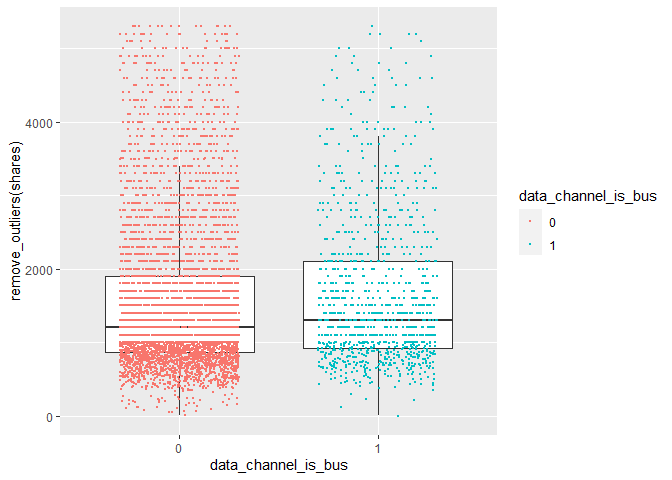 remove_outliers(shares)
4000
2000
0
0
1
data_channel_is_bus
data_channel_is_bus
0
1